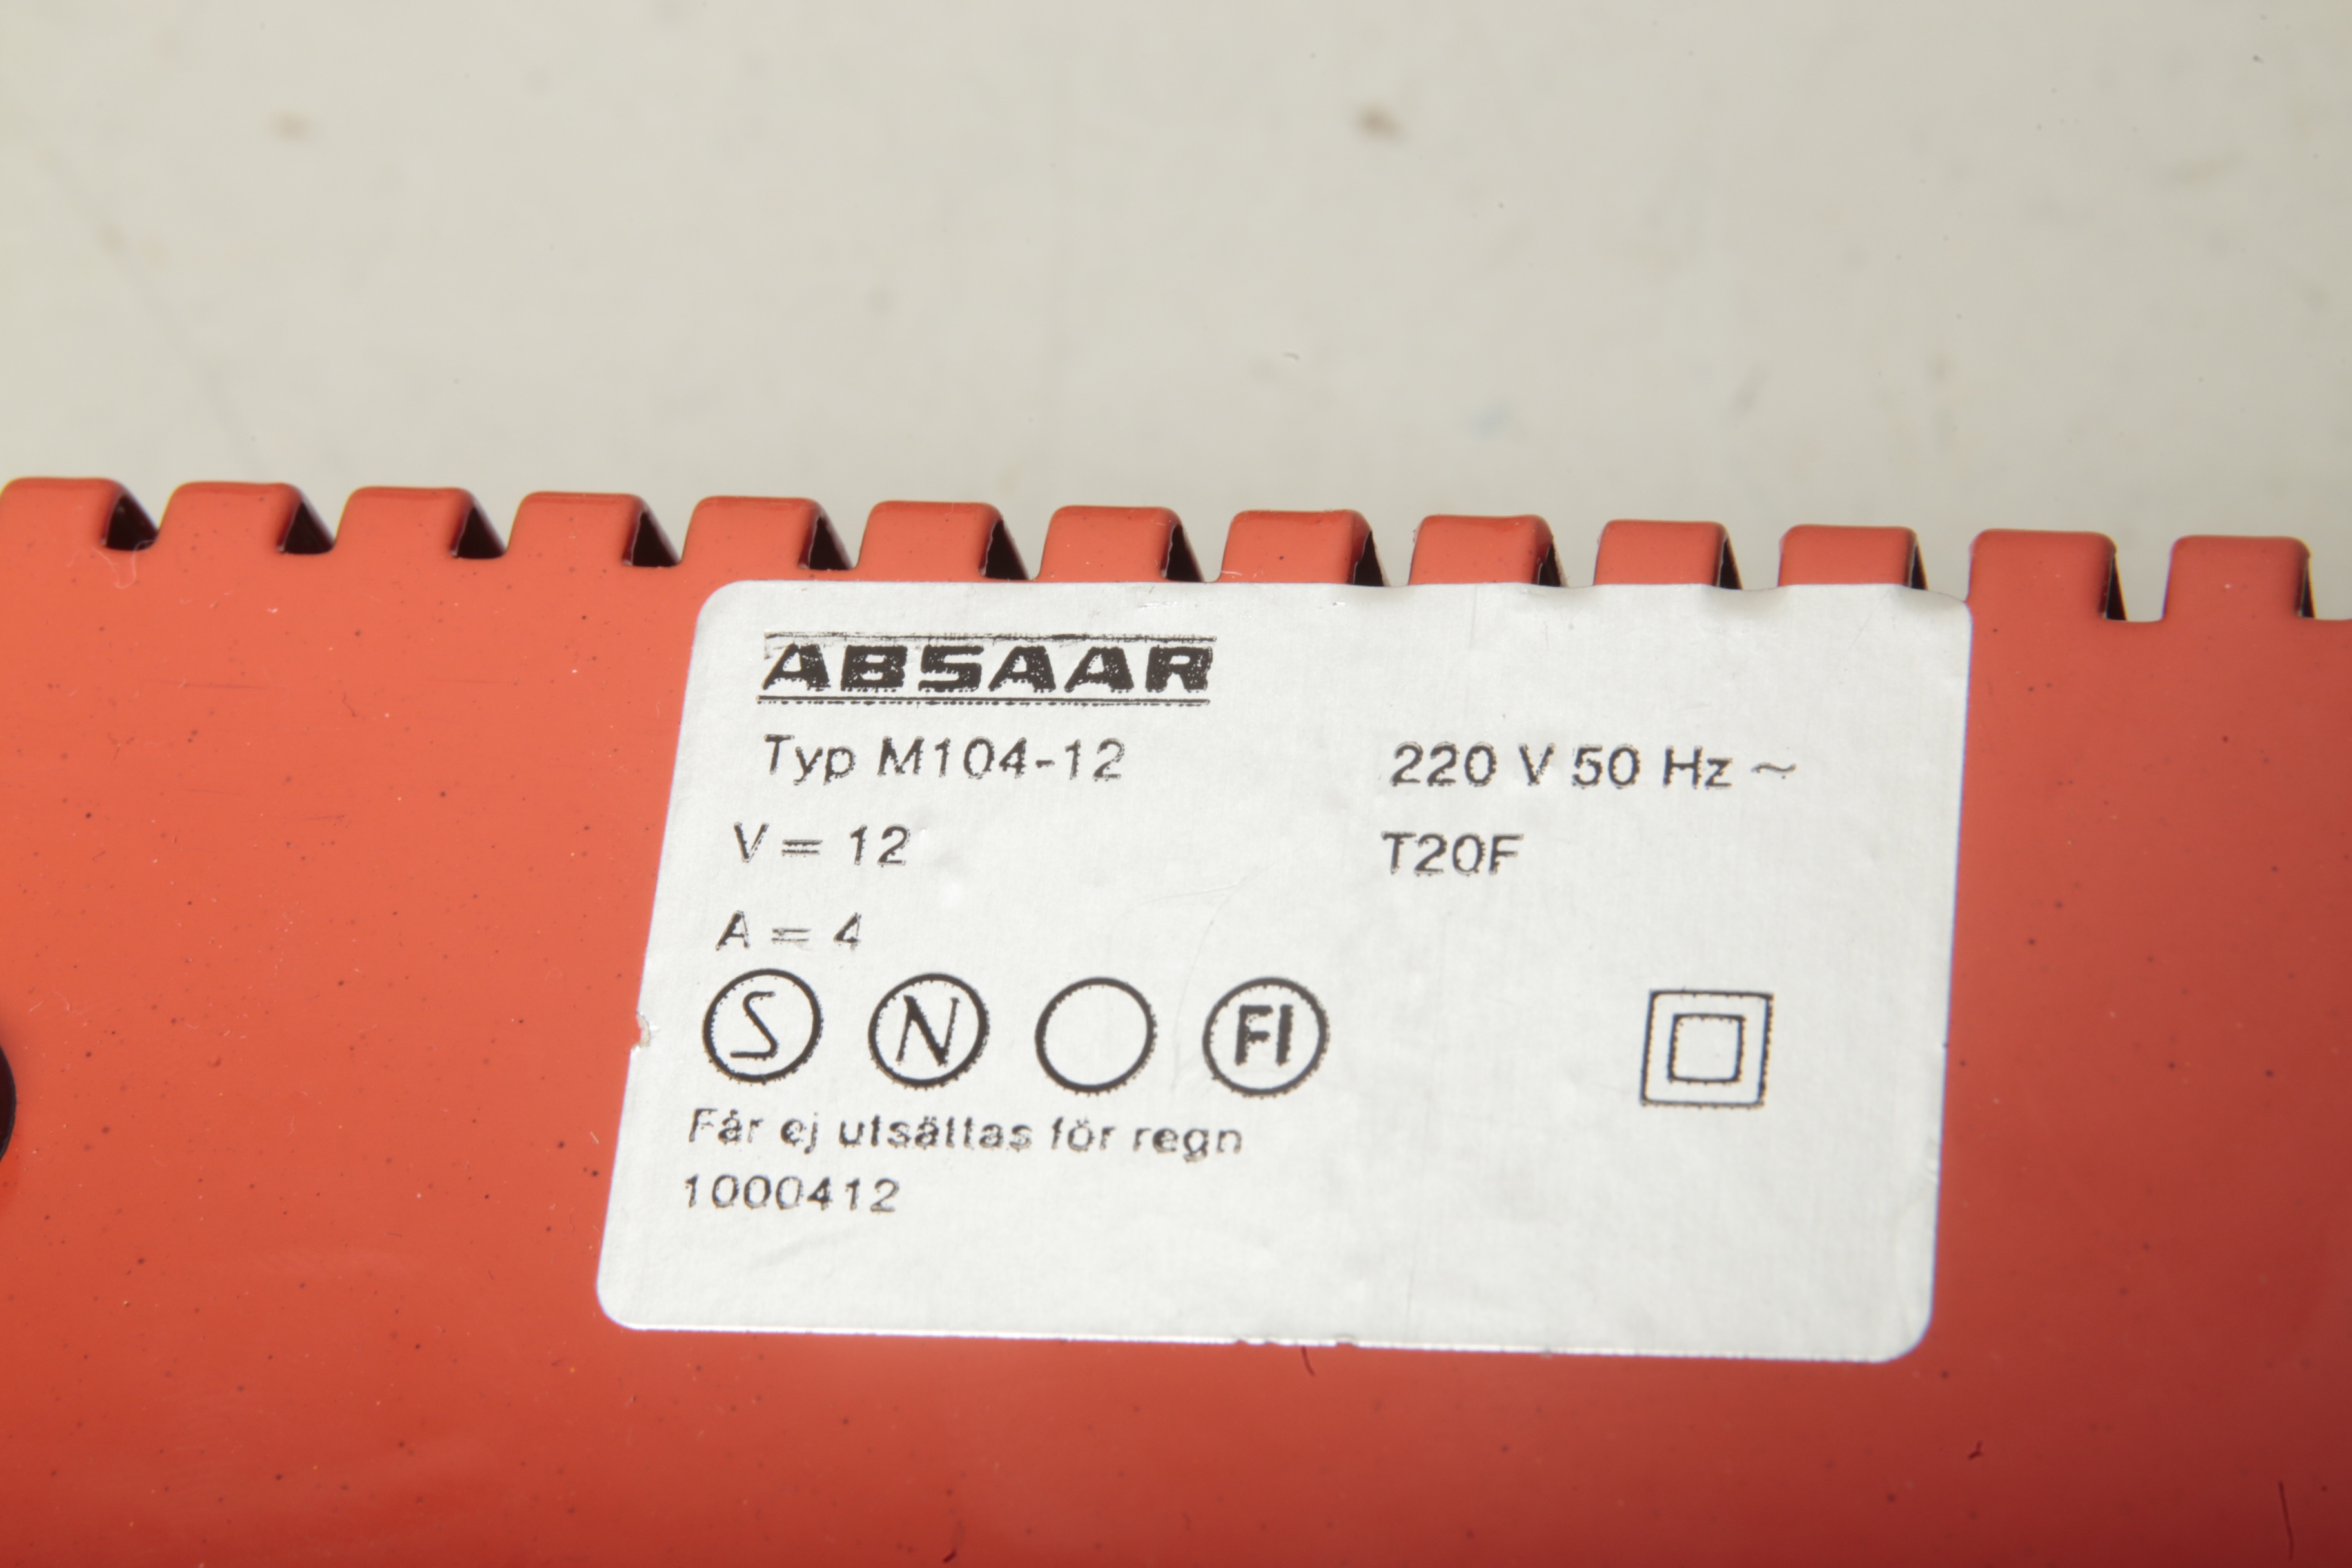 ABSAAR
Typ M104-12 220 V 50 Hz ~
V = 12 T20F
A = 4
S N FI
Får ej utsättas för regn
1000412